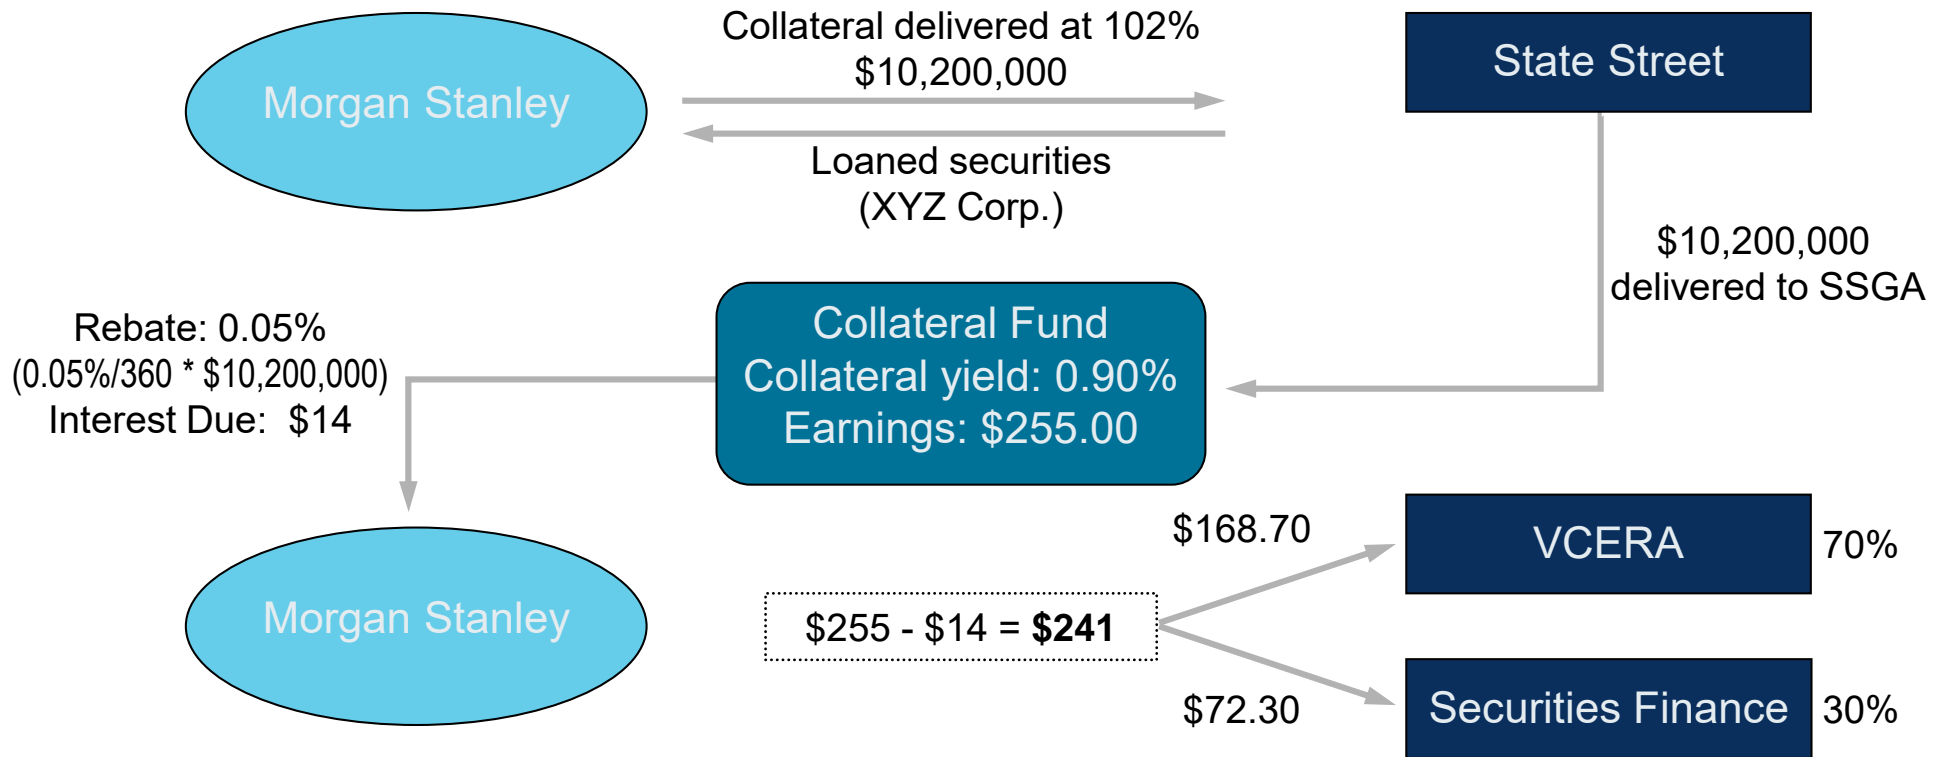 Morgan Stanley
Collateral delivered at 102%
$10,200,000
State Street
Loaned securities
(XYZ Corp.)
$10,200,000
delivered to SSGA
Rebate: 0.05%
(0.05%/360 * $10,200,000)
Interest Due: $14
Collateral Fund
Collateral yield: 0.90%
Earnings: $255.00
Morgan Stanley
$255 - $14 = $241
$168.70
VCERA
70%
$72.30
Securities Finance
30%